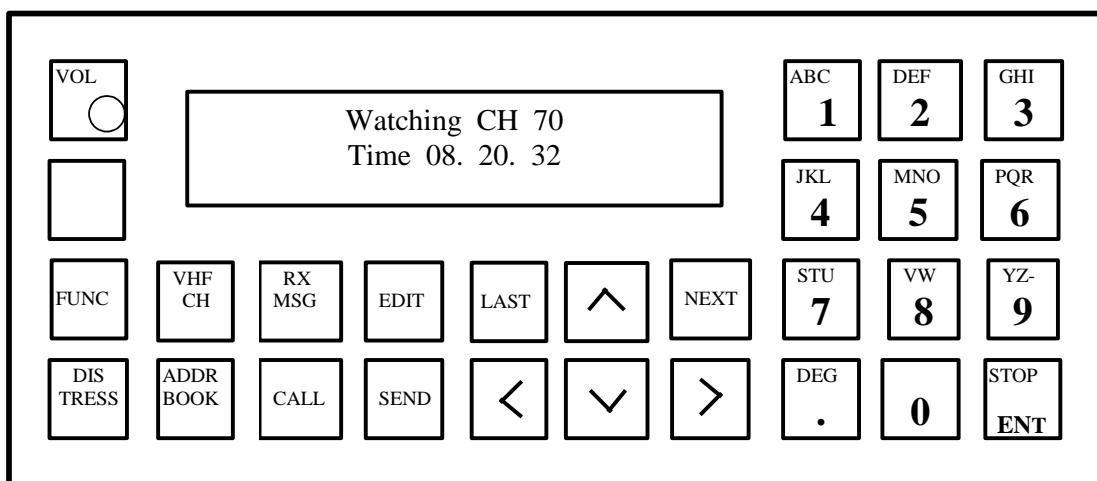 VOL
Watching CH 70
Time 08. 20. 32
ABC
1
DEF
2
GHI
3
JKL
4
MNO
5
PQR
6
FUNC
VHF
CH
RX
MSG
EDIT
LAST
NEXT
STU
7
VW
8
YZ-
9
DIS
TRESS
ADDR
BOOK
CALL
SEND
DEG
.
0
STOP
ENT